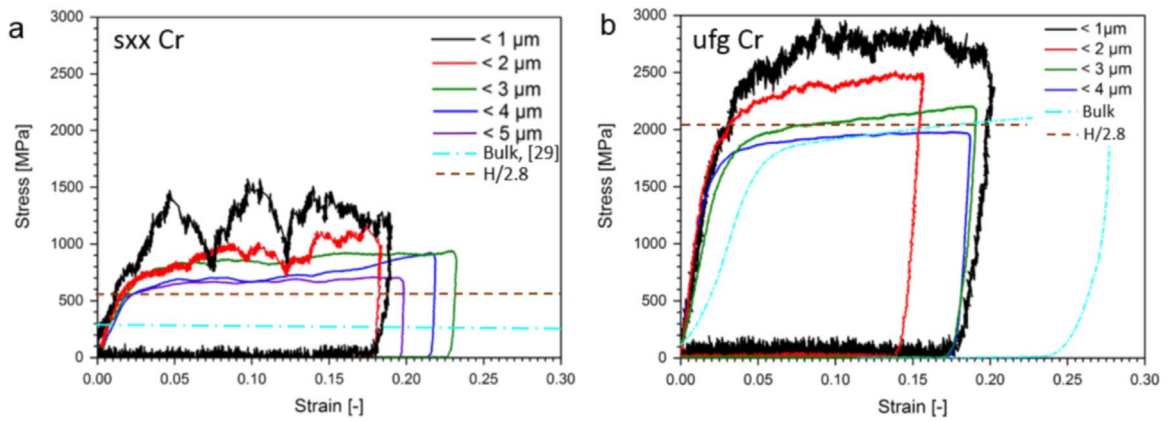 a
sxx Cr
< 1 µm
< 2 µm
< 3 µm
< 4 µm
< 5 µm
Bulk, [29]
H/2.8
3000
2500
2000
1500
1000
500
0
Stress [MPa]
0.00
0.05
0.10
0.15
0.20
0.25
0.30
Strain [-]
b
ufg Cr
< 1µm
< 2 µm
< 3 µm
< 4 µm
Bulk
H/2.8
3000
2500
2000
1500
1000
500
0
Stress [MPa]
0.00
0.05
0.10
0.15
0.20
0.25
0.30
Strain [-]